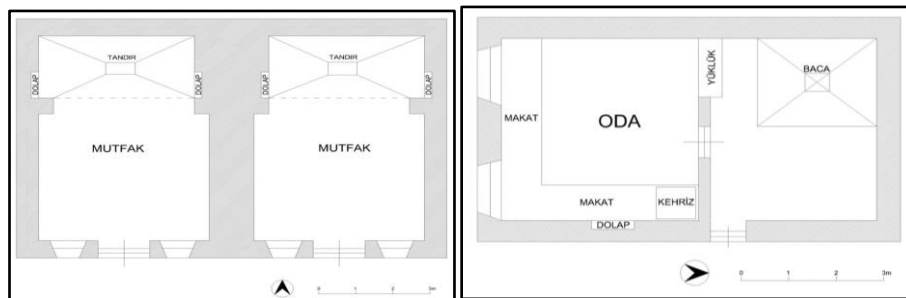 TANDIR
DOLAP
DOLAP
MUTFAK
0 1 2 3m
TANDIR
DOLAP
DOLAP
MUTFAK
YÜKLÜK
BACA
MAKAT
ODA
MAKAT
KEHRİZ
DOLAP
0 1 2 3m